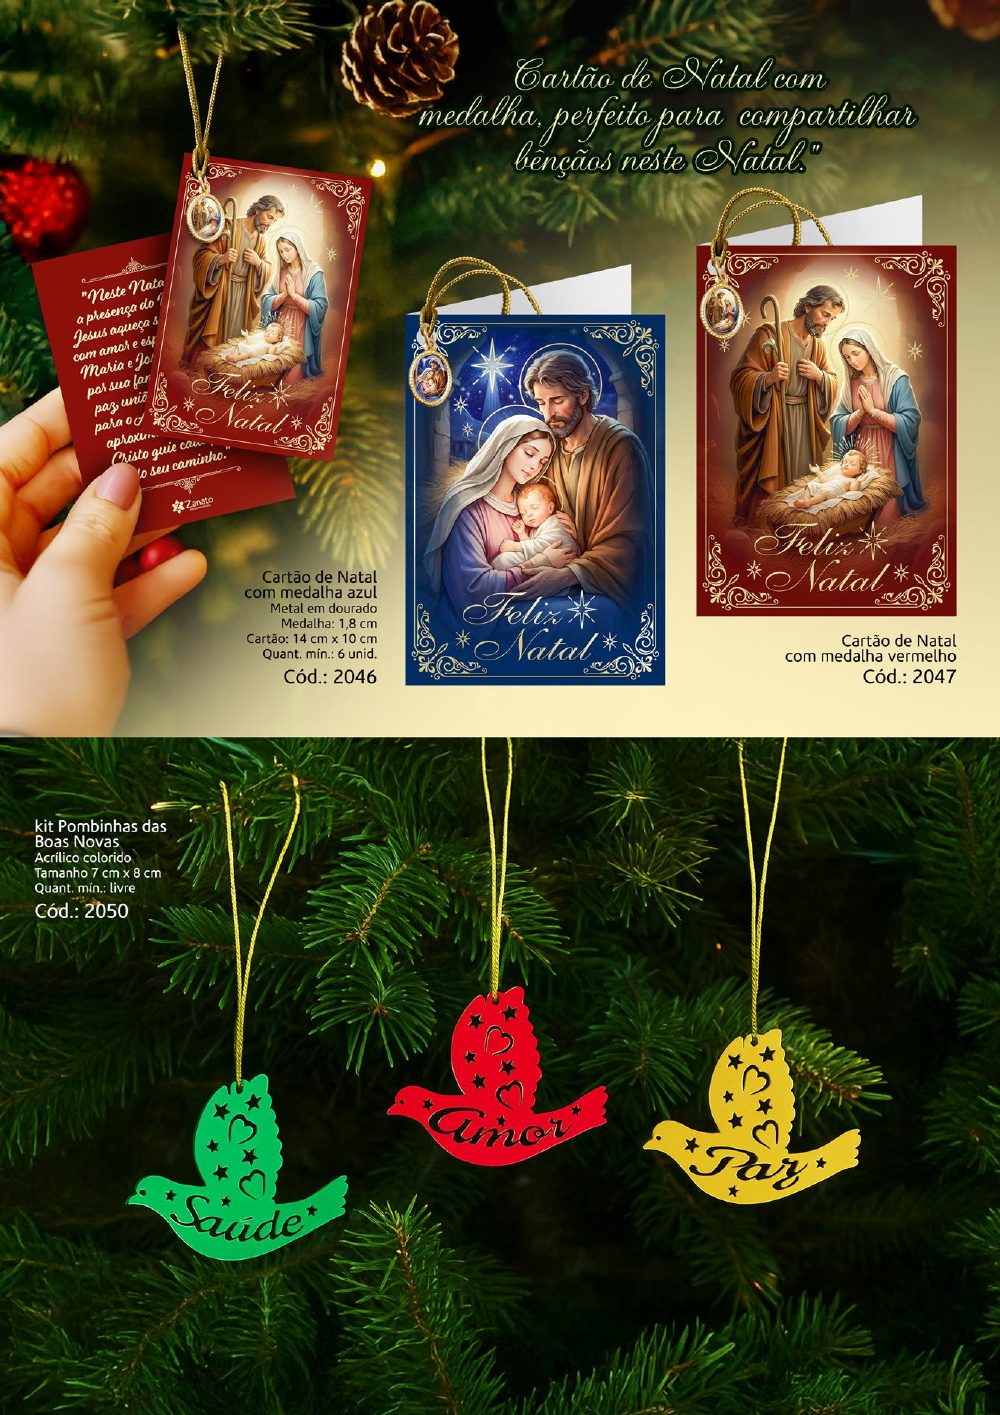 Cartão de Natal com
medalha, perfeito para compartilhar
bênçãos neste Natal."
"Neste Nata
a presença do
Jesus aqueça s
com amor e esp
Maria e Jo
por sua fam
paz, uniã
para o
aproxim
Cristo guie cada p
o seu caminho."
Zanato
Feliz
Natal
Feliz
Natal
Feliz
Natal
Cartão de Natal
com medalha azul
Metal em dourado
Medalha: 1,8 cm
Cartão: 14 cm x 10 cm
Quant. mín.: 6 unid.
Cód.: 2046
Cartão de Natal
com medalha vermelho
Cód.: 2047
kit Pombinhas das
Boas Novas
Acrílico colorido
Tamanho 7 cm x 8 cm
Quant. mín.: livre
Cód.: 2050
Saúde
Amor
Paz